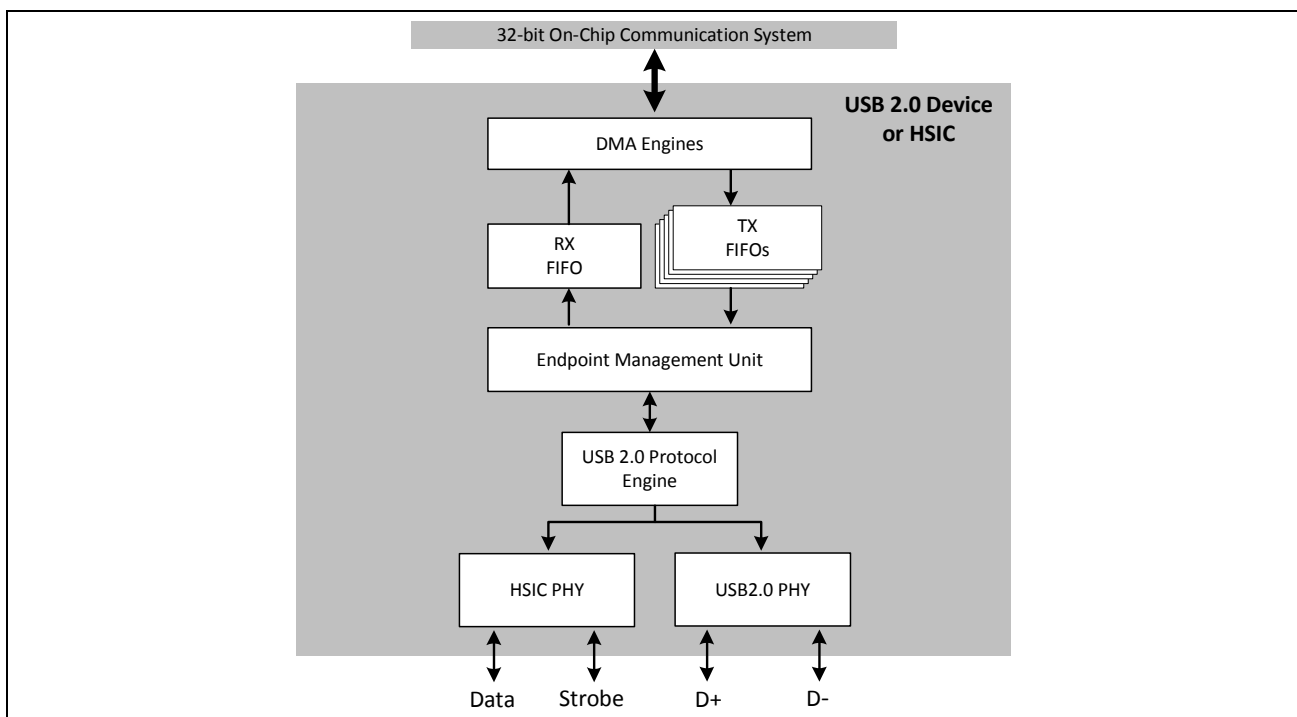 32-bit On-Chip Communication System
USB 2.0 Device
or HSIC
DMA Engines
RX
FIFO
TX
FIFOs
Endpoint Management Unit
USB 2.0 Protocol
Engine
HSIC PHY
USB2.0 PHY
Data
Strobe
D+
D-